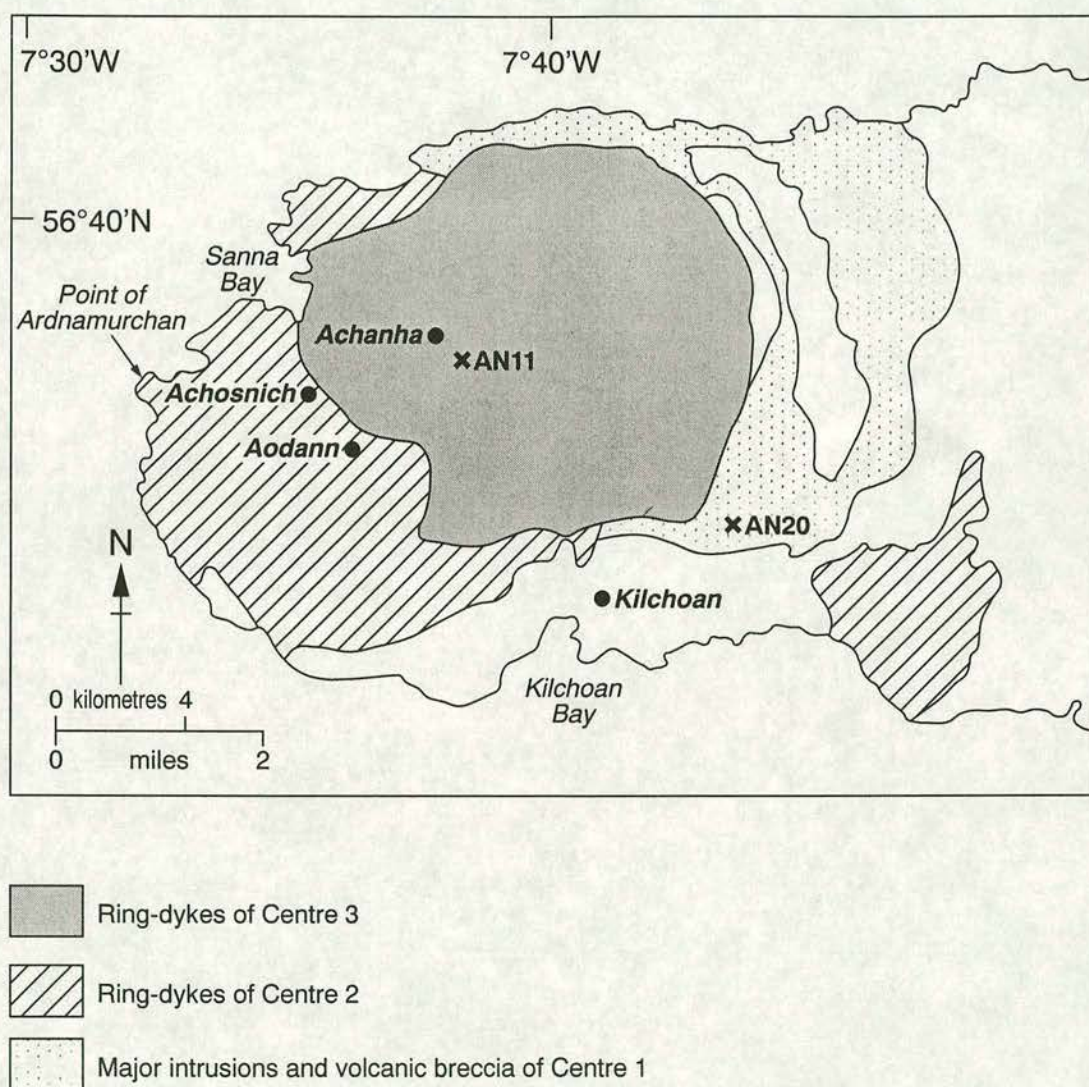 7°30'W
7°40'W
56°40'N
Sanna
Bay
Point of
Ardnamurchan
Achanha
AN11
Achosnich
Aodann
N
AN20
Kilchoan
0 kilometres 4
0 miles 2
Kilchoan
Bay
Ring-dykes of Centre 3
Ring-dykes of Centre 2
Major intrusions and volcanic breccia of Centre 1